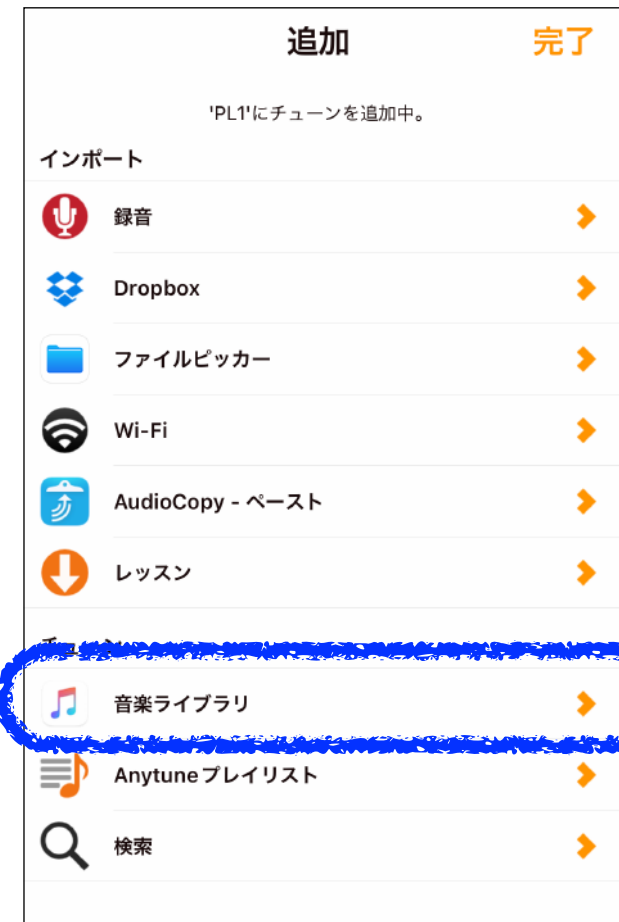 追加
完了
'PL1'にチューンを追加中。
インポート
録音
Dropbox
ファイルピッカー
Wi-Fi
AudioCopy - ペースト
レッスン
音楽ライブラリ
Anytuneプレイリスト
検索